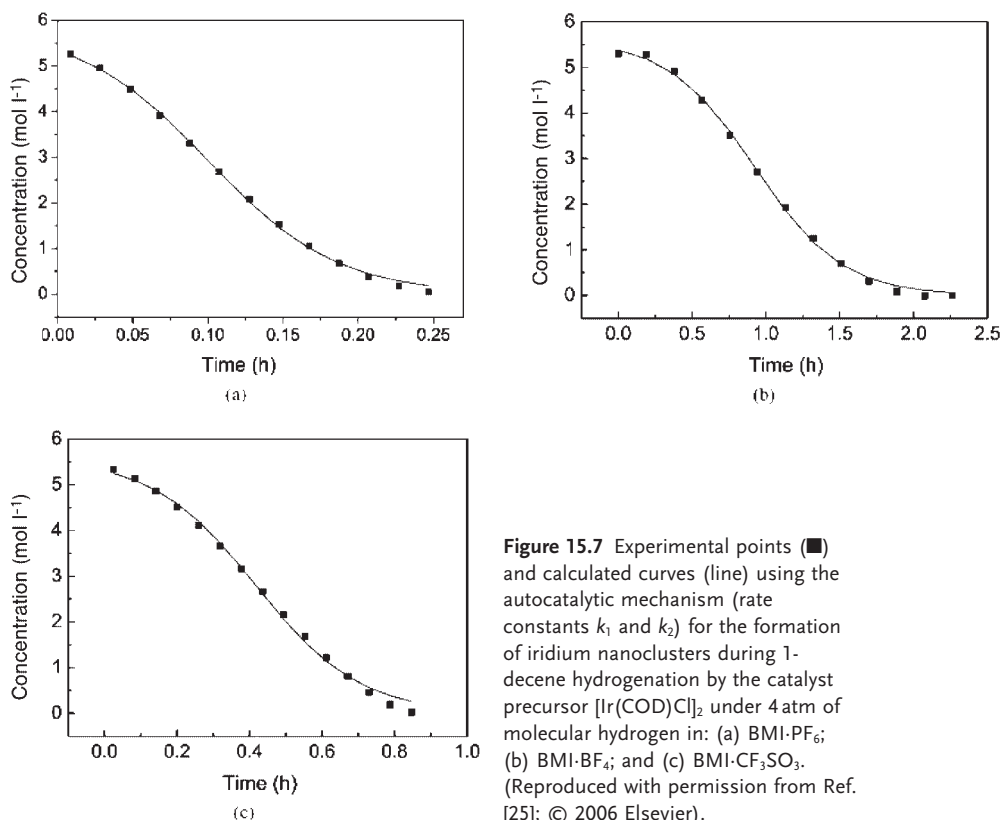 6
5
4
3
2
1
0
Concentration (mol l-1)
0.00 0.05 0.10 0.15 0.20 0.25
Time (h)
(a)
6
5
4
3
2
1
0
Concentration (mol l-1)
0.0 0.5 1.0 1.5 2.0 2.5
Time (h)
(b)
6
5
4
3
2
1
0
Concentration (mol l-1)
0.0 0.2 0.4 0.6 0.8 1.0
Time (h)
(c)
Figure 15.7 Experimental points (■)
and calculated curves (line) using the
autocatalytic mechanism (rate
constants k₁ and k₂) for the formation
of iridium nanoclusters during 1-
decene hydrogenation by the catalyst
precursor [Ir(COD)Cl]₂ under 4 atm of
molecular hydrogen in: (a) BMI·PF₆;
(b) BMI·BF₄; and (c) BMI·CF₃SO₃.
(Reproduced with permission from Ref.
[25]; © 2006 Elsevier).